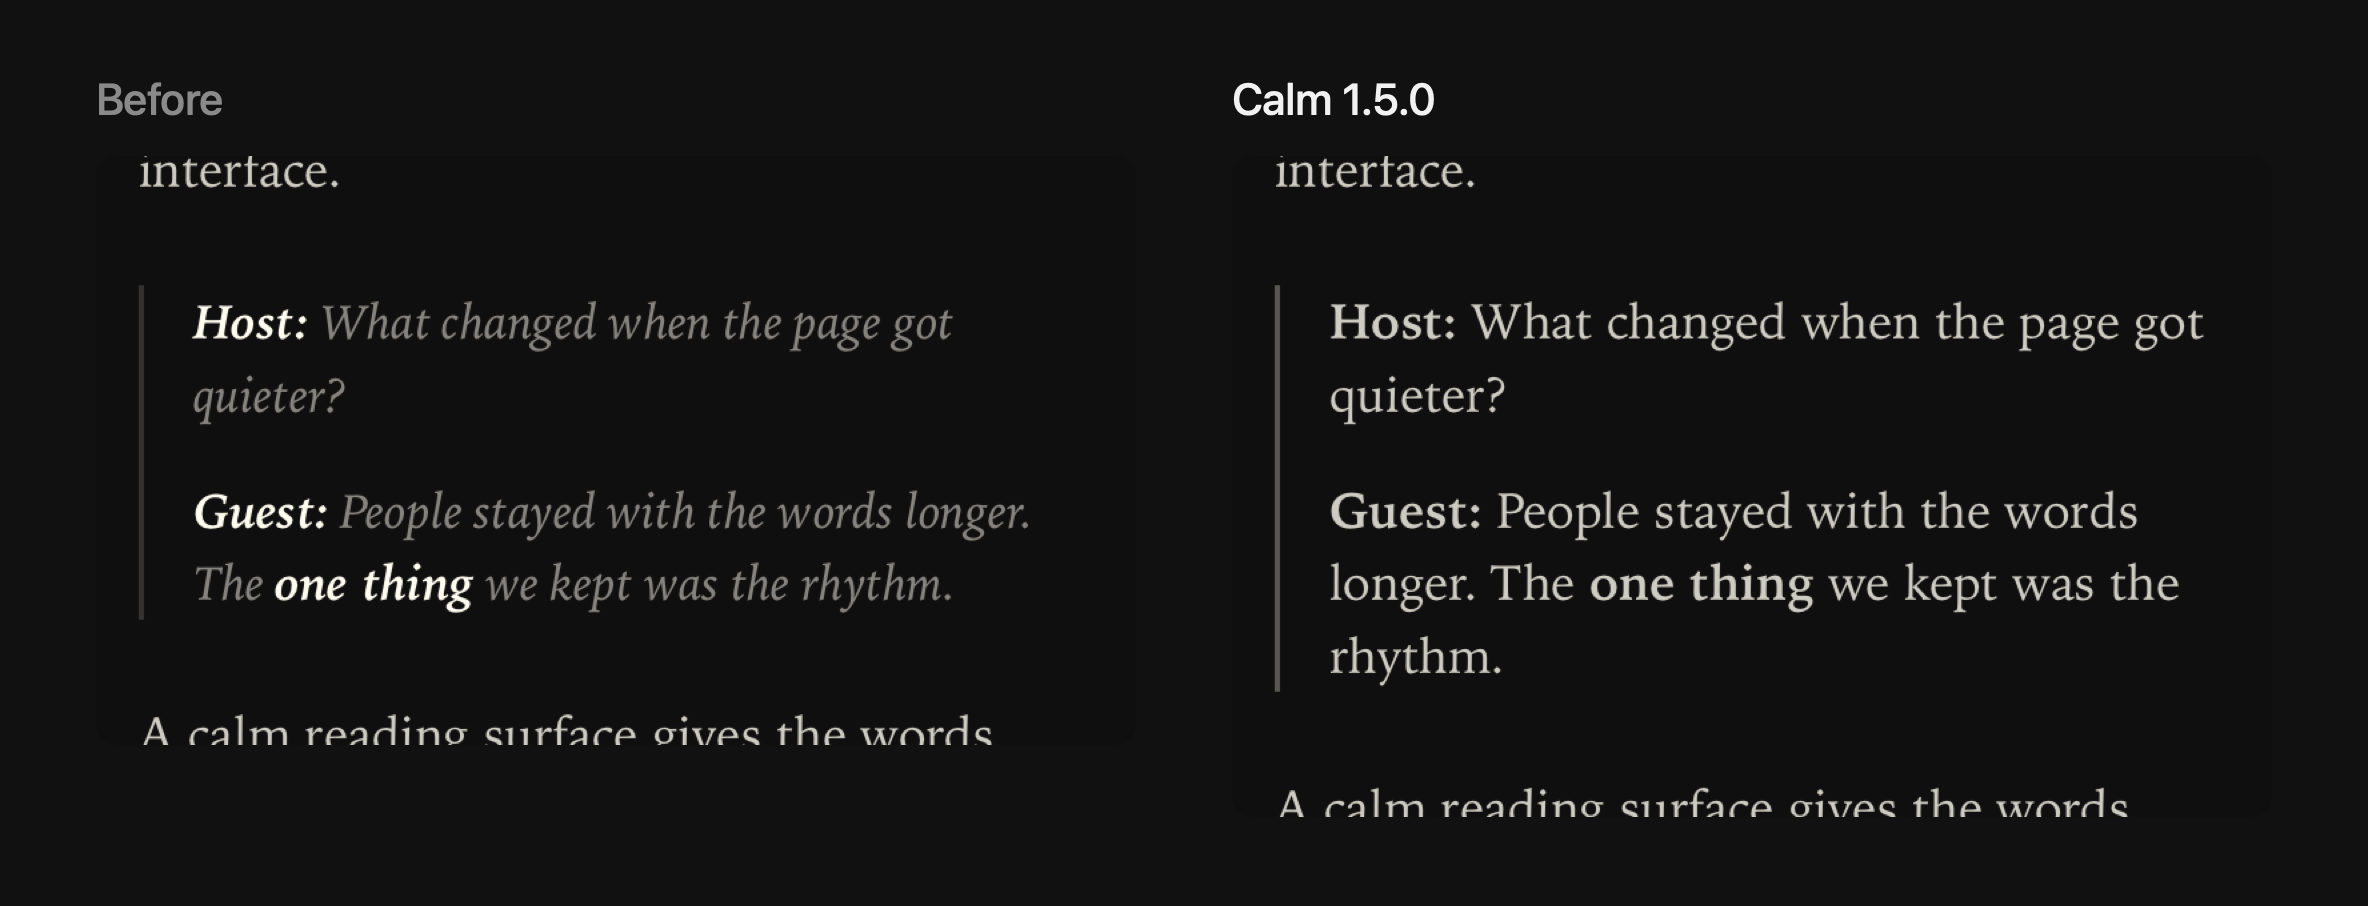 Before
interface.
Host: What changed when the page got
quieter?
Guest: People stayed with the words longer.
The one thing we kept was the rhythm.
A calm reading surface gives the words
Calm 1.5.0
interface.
Host: What changed when the page got
quieter?
Guest: People stayed with the words
longer. The one thing we kept was the
rhythm.
A calm reading surface gives the words